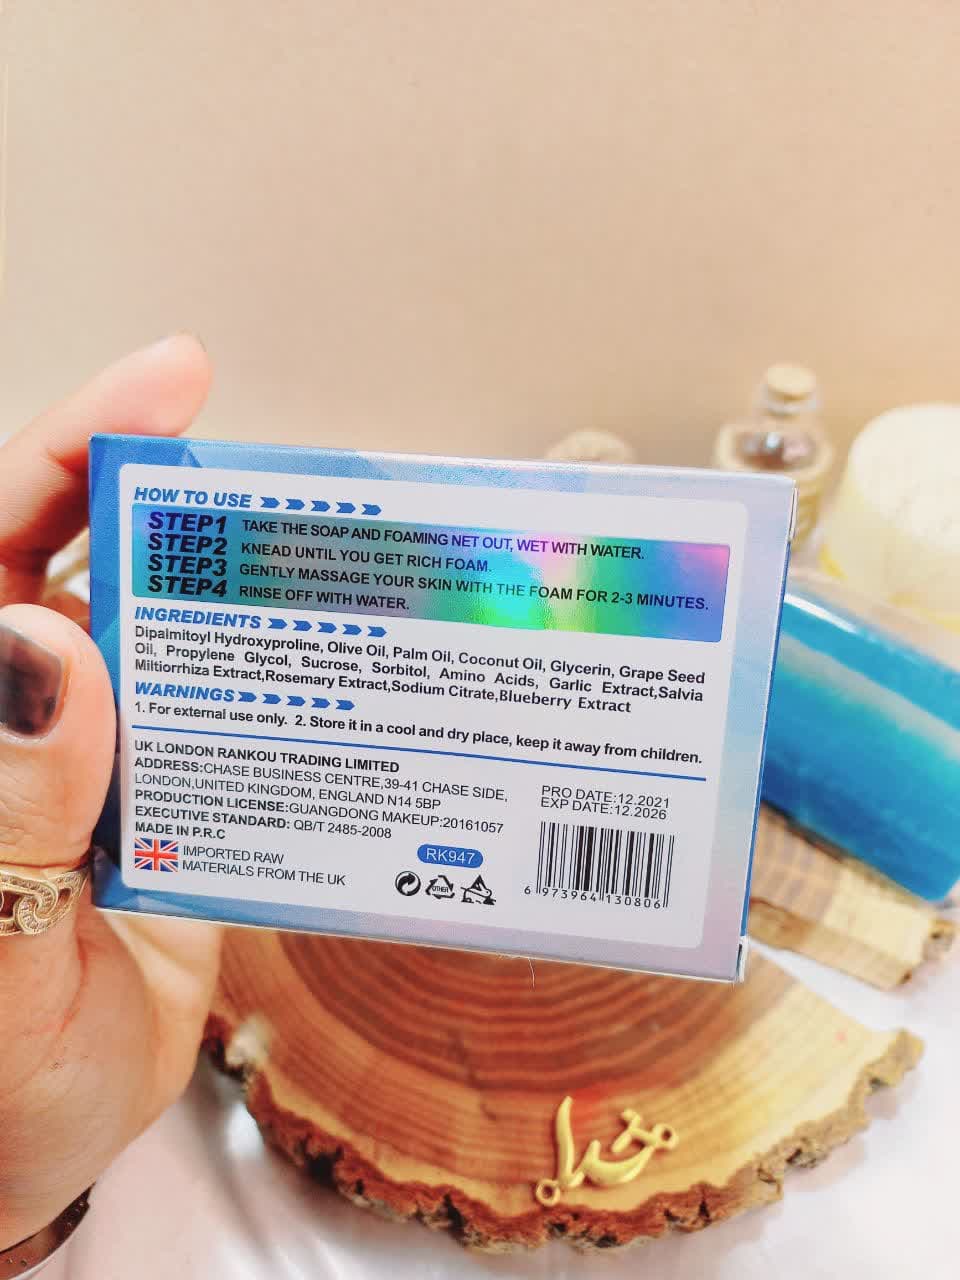 HOW TO USE
STEP1 TAKE THE SOAP AND FOAMING NET OUT, WET WITH WATER.
STEP2 KNEAD UNTIL YOU GET RICH FOAM.
STEP3 GENTLY MASSAGE YOUR SKIN WITH THE FOAM FOR 2-3 MINUTES.
STEP4 RINSE OFF WITH WATER.
INGREDIENTS
Dipalmitoyl Hydroxyproline, Olive Oil, Palm Oil, Coconut Oil, Glycerin, Grape Seed
Oil, Propylene Glycol, Sucrose, Sorbitol, Amino Acids, Garlic Extract,Salvia
Miltiorrhiza Extract,Rosemary Extract,Sodium Citrate,Blueberry Extract
WARNINGS
1. For external use only. 2. Store it in a cool and dry place, keep it away from children.
UK LONDON RANKOU TRADING LIMITED
ADDRESS:CHASE BUSINESS CENTRE,39-41 CHASE SIDE,
LONDON,UNITED KINGDOM, ENGLAND N14 5BP
PRODUCTION LICENSE:GUANGDONG MAKEUP:20161057
EXECUTIVE STANDARD: QB/T 2485-2008
MADE IN P.R.C
IMPORTED RAW
MATERIALS FROM THE UK
RK947
OTHER
PRO DATE:12.2021
EXP DATE:12.2026
6 973964 130806
خدا